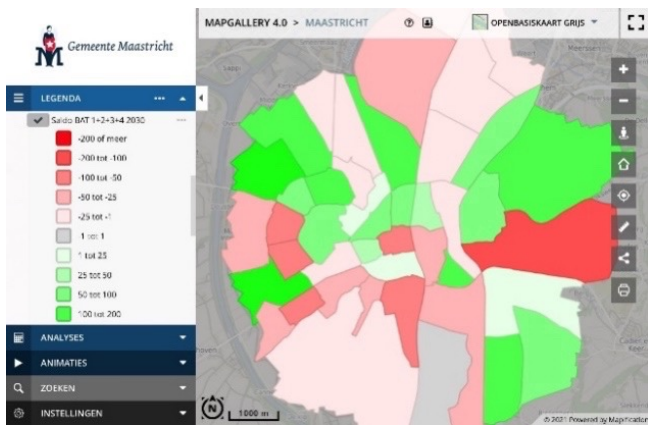 Gemeente Maastricht
MAPGALLERY 4.0 > MAASTRICHT
OPENBASISKAART GRIJS
LEGENDA
Saldo BAT 1+2+3+4 2030
-200 of meer
-200 tot -100
-100 tot -50
-50 tot -25
-25 tot -1
-1 tot 1
1 tot 25
25 tot 50
50 tot 100
100 tot 200
ANALYSES
ANIMATIES
ZOEKEN
INSTELLINGEN
N
1000 m
© 2021 Powered by Mapification